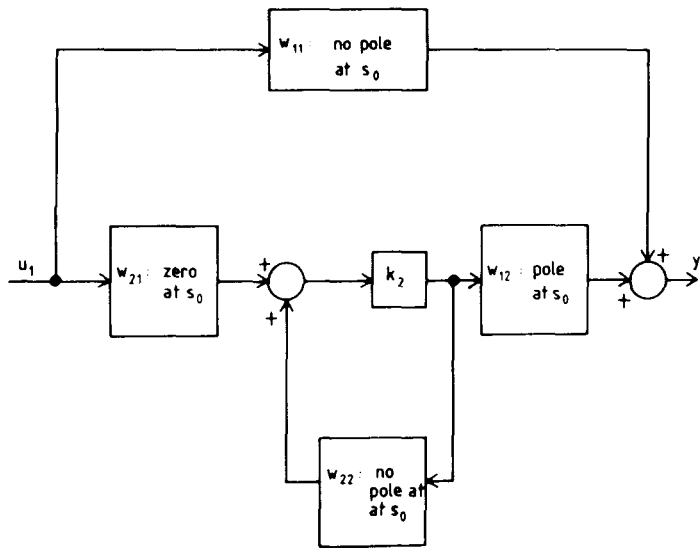 w11 : no pole
at s0
u1
w21 : zero
at s0
+
+
k2
w12 : pole
at s0
+
+
y
w22 : no
pole at
at s0